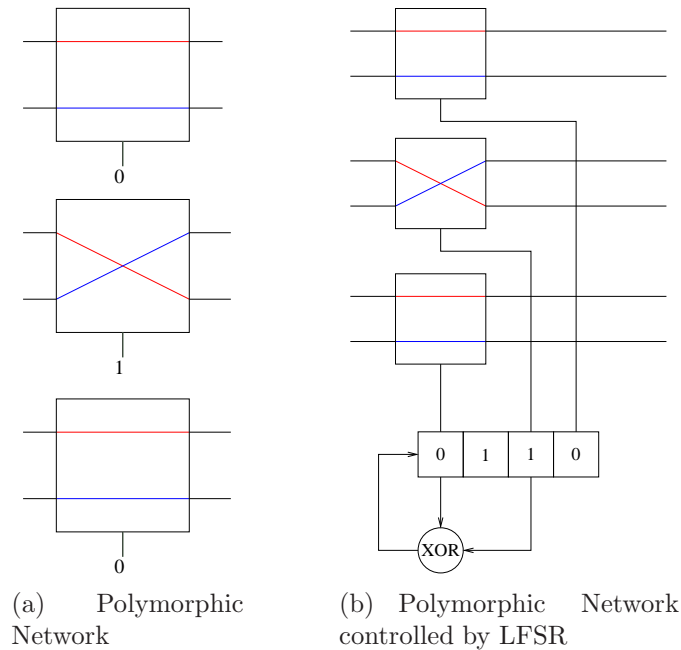 0
1
0
0 1 1 0
XOR
(a) Polymorphic
Network
(b) Polymorphic Network
controlled by LFSR